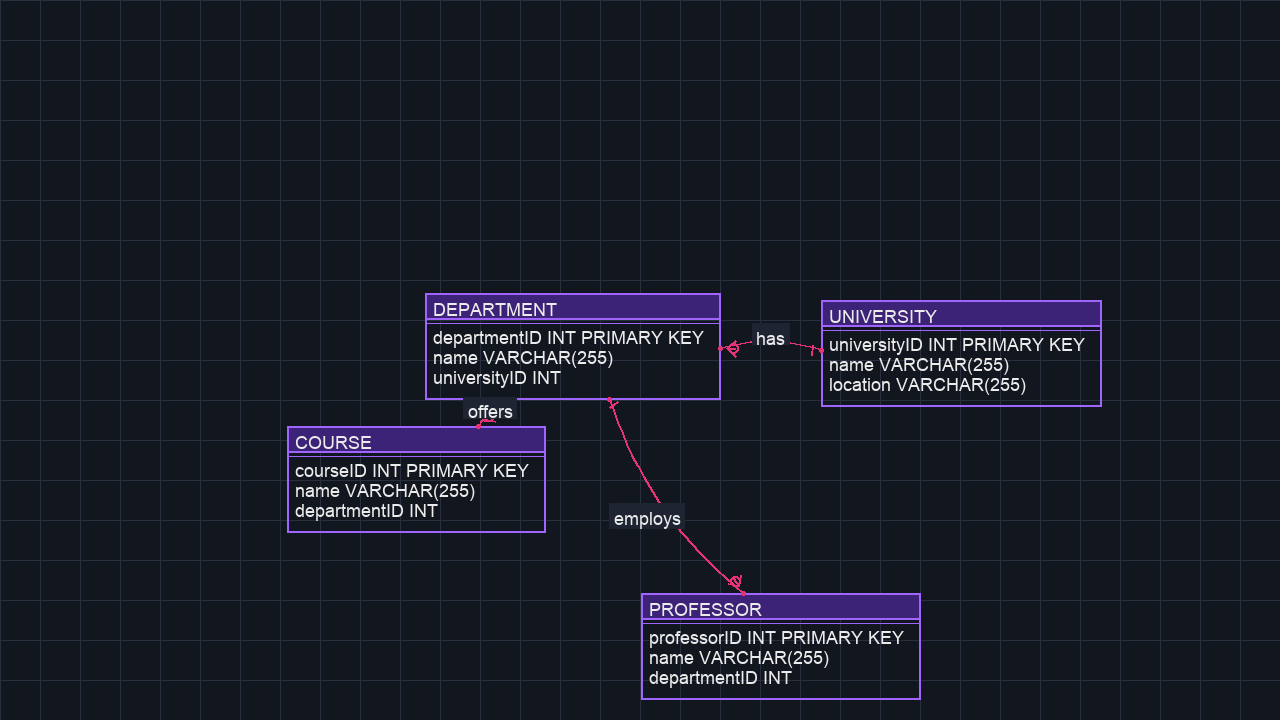 DEPARTMENT
departmentID INT PRIMARY KEY
name VARCHAR(255)
universityID INT
has
UNIVERSITY
universityID INT PRIMARY KEY
name VARCHAR(255)
location VARCHAR(255)
offers
COURSE
courseID INT PRIMARY KEY
name VARCHAR(255)
departmentID INT
employs
PROFESSOR
professorID INT PRIMARY KEY
name VARCHAR(255)
departmentID INT